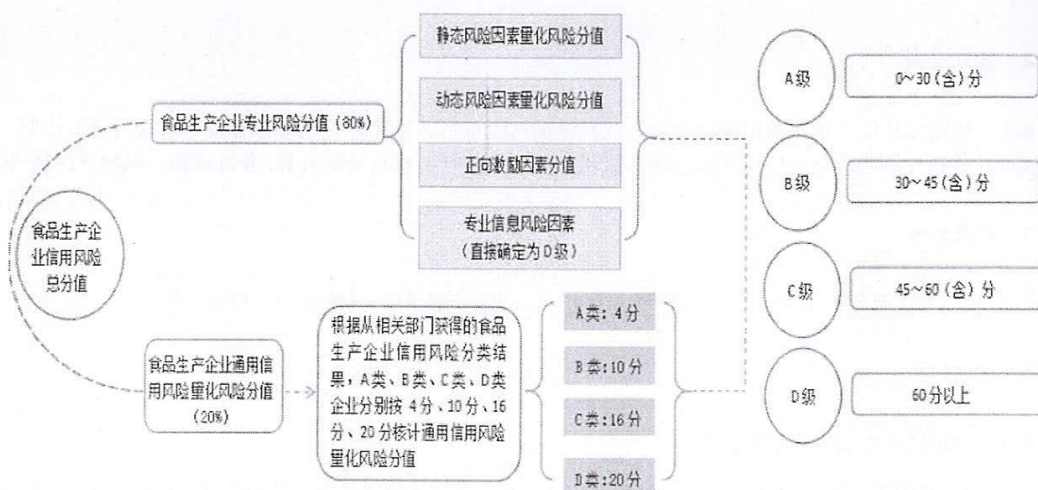 食品生产企
业信用风险
总分值
食品生产企业专业风险分值 (80%)
静态风险因素量化风险分值
动态风险因素量化风险分值
正向激励因素分值
专业信息风险因素
(直接确定为D级)
食品生产企业通用信
用风险量化风险分值
(20%)
根据从相关部门获得的食品
生产企业信用风险分类结
果,A类、B类、C类、D类
企业分别按 4分、10分、16
分、20分核计通用信用风险
量化风险分值
A类:4分
B类:10分
C类:16分
D类:20分
A级
0~30(含)分
B级
30~45(含)分
C级
45~60(含)分
D级
60分以上